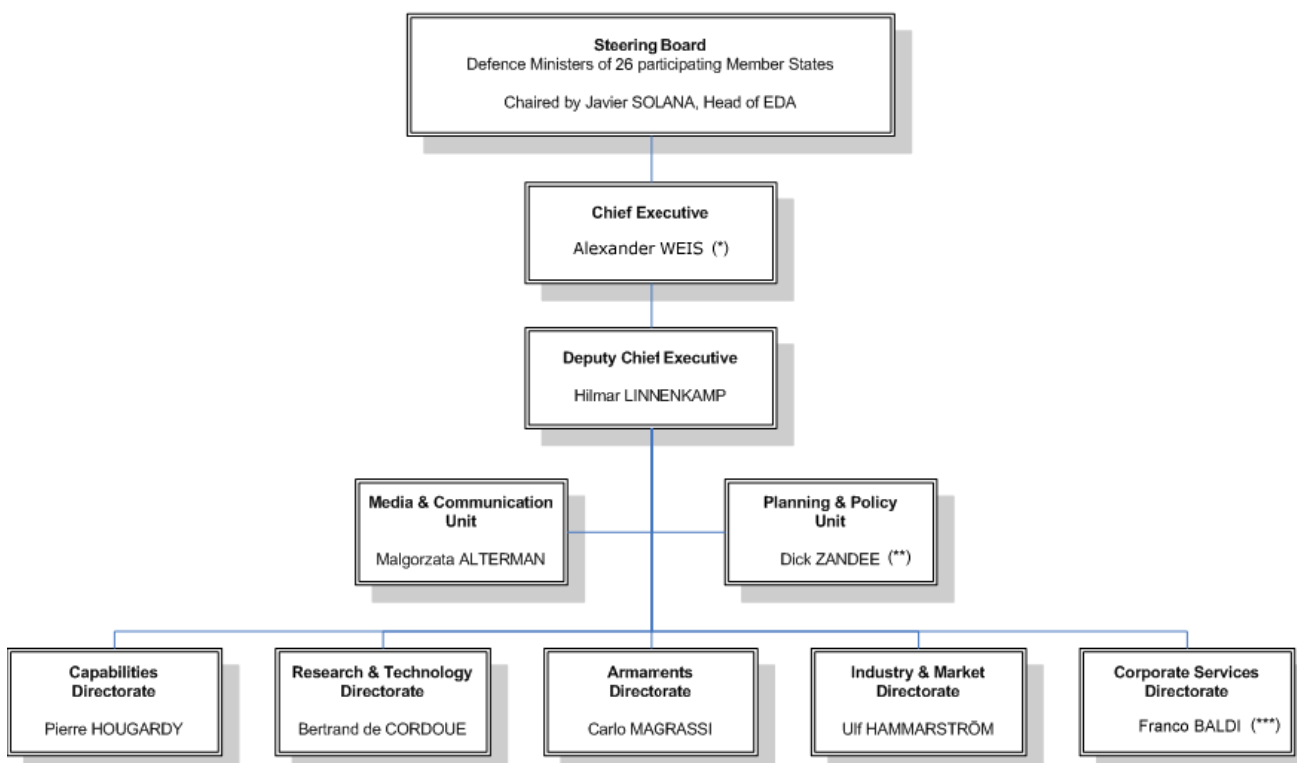 Steering Board
Defence Ministers of 26 participating Member States
Chaired by Javier SOLANA, Head of EDA
Chief Executive
Alexander WEIS (*)
Deputy Chief Executive
Hilmar LINNENKAMP
Media & Communication
Unit
Malgorzata ALTERMAN
Planning & Policy
Unit
Dick ZANDEE (**)
Capabilities
Directorate
Pierre HOUGARDY
Research & Technology
Directorate
Bertrand de CORDOUE
Armaments
Directorate
Carlo MAGRASSI
Industry & Market
Directorate
Ulf HAMMARSTRÖM
Corporate Services
Directorate
Franco BALDI (***)